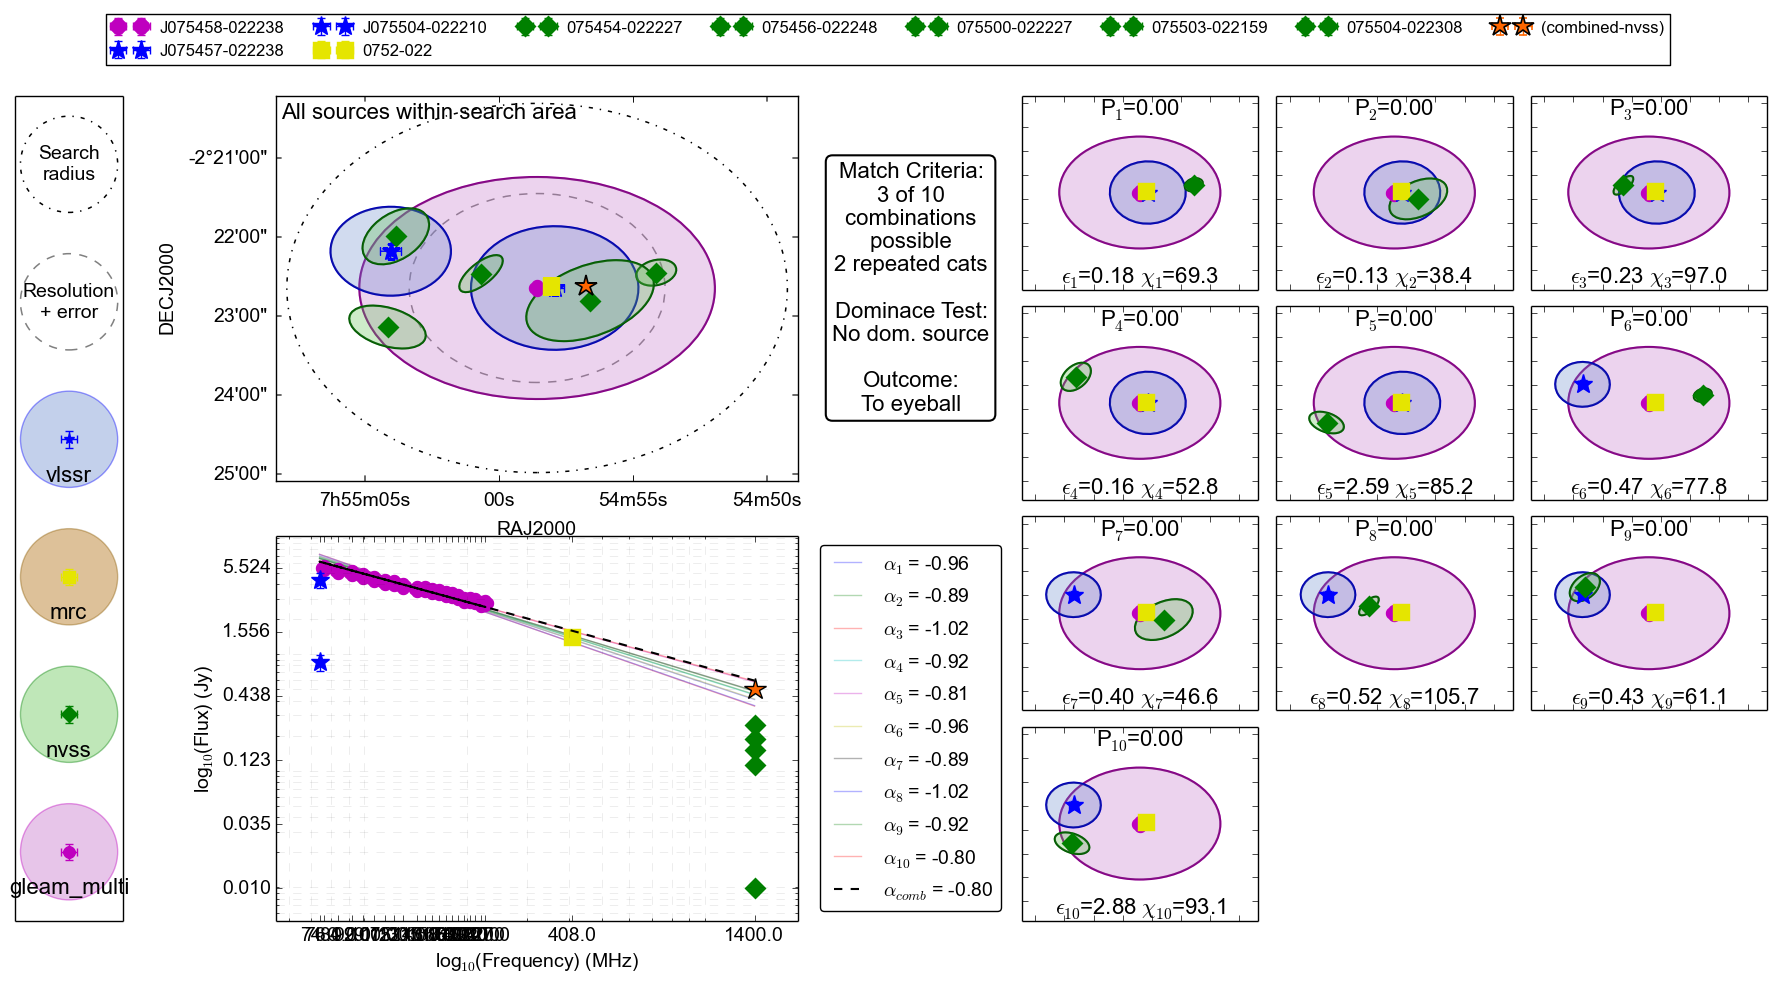 J075458-022238 J075504-022210 075454-022227 075456-022248 075500-022227 075503-022159 075504-022308 (combined-nvss)
J075457-022238 0752-022
Search
radius
Resolution
+ error
vlssr
mrc
nvss
gleam_multi
All sources within search area
-2°21'00"
22'00"
23'00"
24'00"
25'00"
DECJ2000
7h55m05s 00s 54m55s 54m50s
RAJ2000
Match Criteria:
3 of 10
combinations
possible
2 repeated cats
Dominace Test:
No dom. source
Outcome:
To eyeball
5.524
1.556
0.438
0.123
0.035
0.010
log10(Flux) (Jy)
408.0 1400.0
log10(Frequency) (MHz)
α1 = -0.96
α2 = -0.89
α3 = -1.02
α4 = -0.92
α5 = -0.81
α6 = -0.96
α7 = -0.89
α8 = -1.02
α9 = -0.92
α10 = -0.80
αcomb = -0.80
P1=0.00
ϵ1=0.18 χ1=69.3
P2=0.00
ϵ2=0.13 χ2=38.4
P3=0.00
ϵ3=0.23 χ3=97.0
P4=0.00
ϵ4=0.16 χ4=52.8
P5=0.00
ϵ5=2.59 χ5=85.2
P6=0.00
ϵ6=0.47 χ6=77.8
P7=0.00
ϵ7=0.40 χ7=46.6
P8=0.00
ϵ8=0.52 χ8=105.7
P9=0.00
ϵ9=0.43 χ9=61.1
P10=0.00
ϵ10=2.88 χ10=93.1